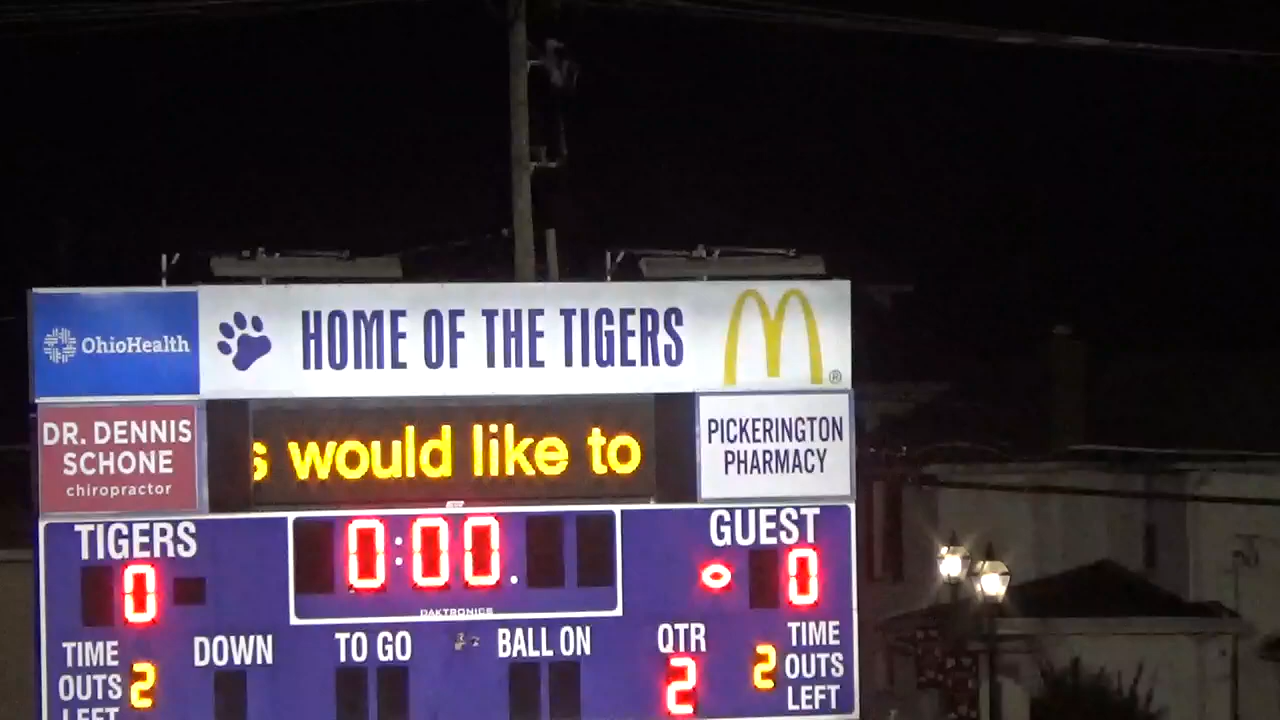 OhioHealth
HOME OF THE TIGERS
®
DR. DENNIS
SCHONE
chiropractor
s would like to
PICKERINGTON
PHARMACY
TIGERS
0
0:00.
DAKTRONICS
GUEST
0
TIME
OUTS
LEFT
2
DOWN
TO GO
BALL ON
QTR
2
2
TIME
OUTS
LEFT